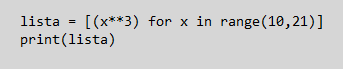 lista = [(x**3) for x in range(10,21)]
print(lista)